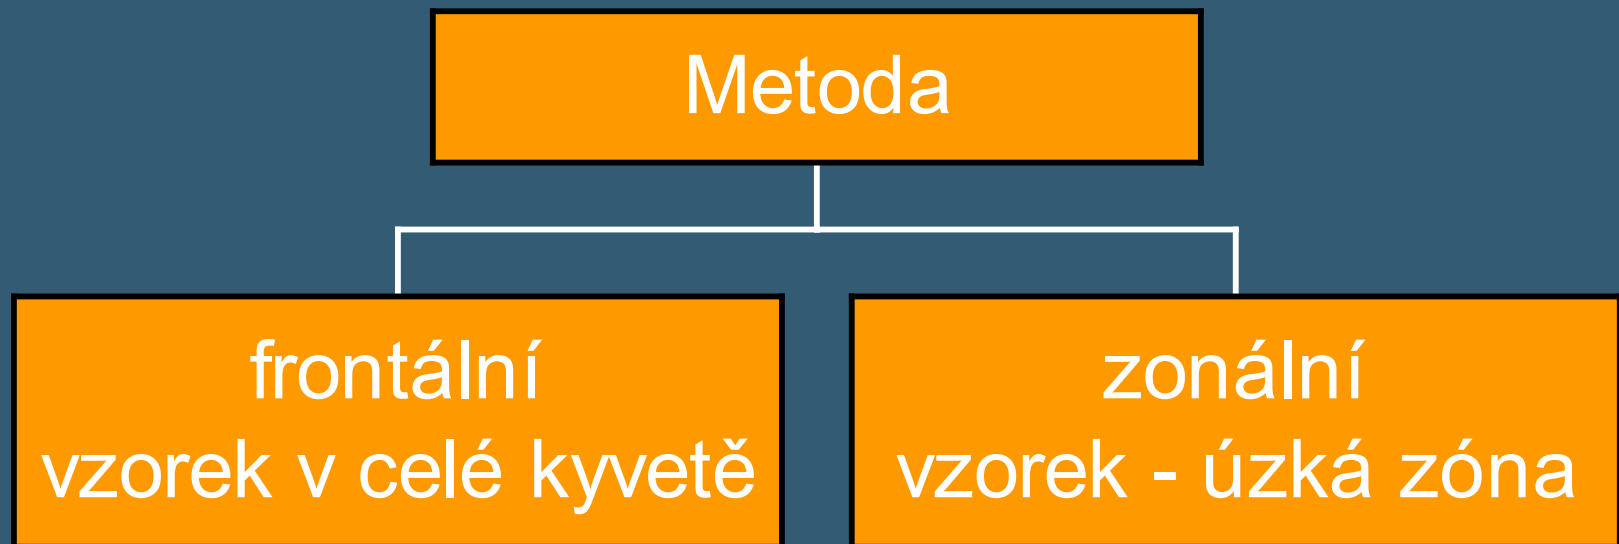 Metoda
frontální
vzorek v celé kyvetě
zonální
vzorek - úzká zóna